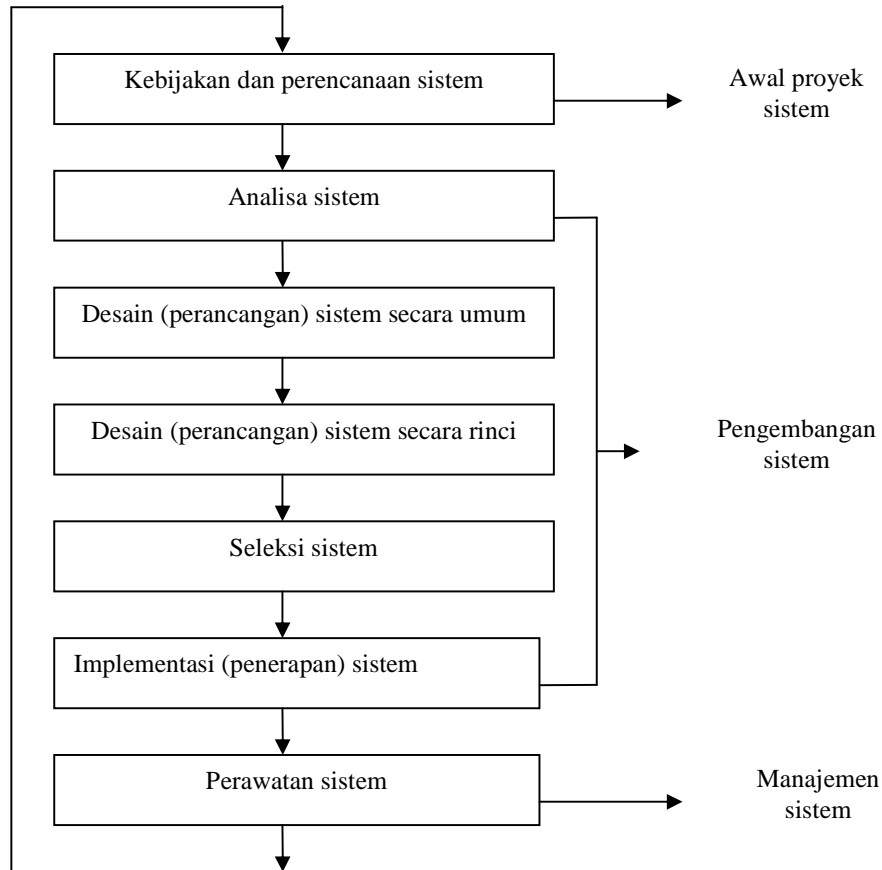 Kebijakan dan perencanaan sistem
Awal proyek
sistem
Analisa sistem
Desain (perancangan) sistem secara umum
Desain (perancangan) sistem secara rinci
Pengembangan
sistem
Seleksi sistem
Implementasi (penerapan) sistem
Perawatan sistem
Manajemen
sistem